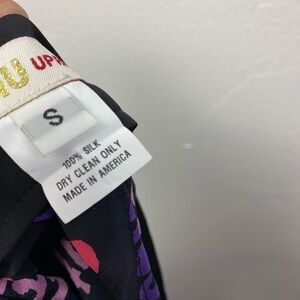 S
100% SILK
DRY CLEAN ONLY
MADE IN AMERICA